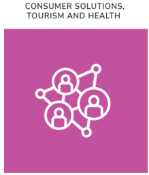 CONSUMER SOLUTIONS,
TOURISM AND HEALTH